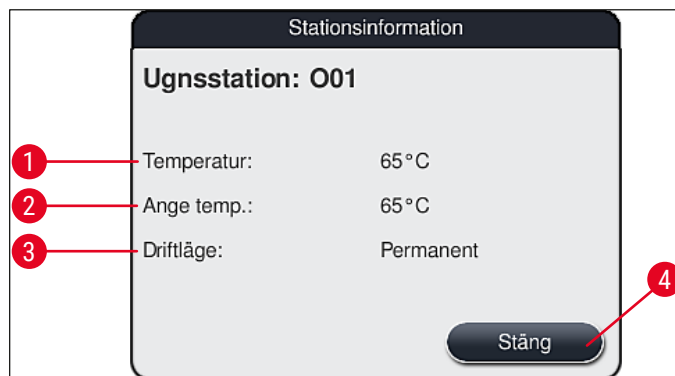 Stationsinformation
Ugnsstation: O01
1 Temperatur: 65°C
2 Ange temp.: 65°C
3 Driftläge: Permanent
4
Stäng